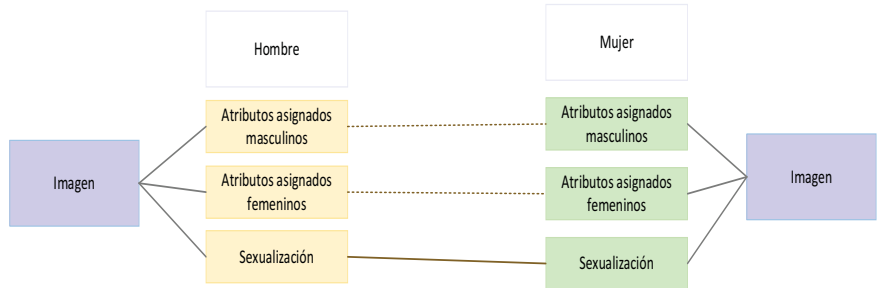 Hombre
Mujer
Atributos asignados
masculinos
Atributos asignados
masculinos
Imagen
Imagen
Atributos asignados
femeninos
Atributos asignados
femeninos
Sexualización
Sexualización